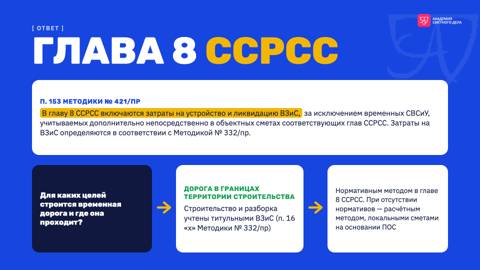 [ ОТВЕТ ]
АКАДЕМИЯ
СМЕТНОГО ДЕЛА
ГЛАВА 8 ССРСС
П. 153 МЕТОДИКИ № 421/ПР
В главу 8 ССРСС включаются затраты на устройство и ликвидацию ВЗиС, за исключением временных СВСиУ,
учитываемых дополнительно непосредственно в объектных сметах соответствующих глав ССРСС. Затраты на
ВЗиС определяются в соответствии с Методикой № 332/пр.
Для каких целей
строится временная
дорога и где она
проходит?
ДОРОГА В ГРАНИЦАХ
ТЕРРИТОРИИ СТРОИТЕЛЬСТВА
Строительство и разборка
учтены титульными ВЗиС (п. 16
«х» Методики № 332/пр)
Нормативным методом в главе
8 ССРСС. При отсутствии
нормативов — расчётным
методом, локальными сметами
на основании ПОС